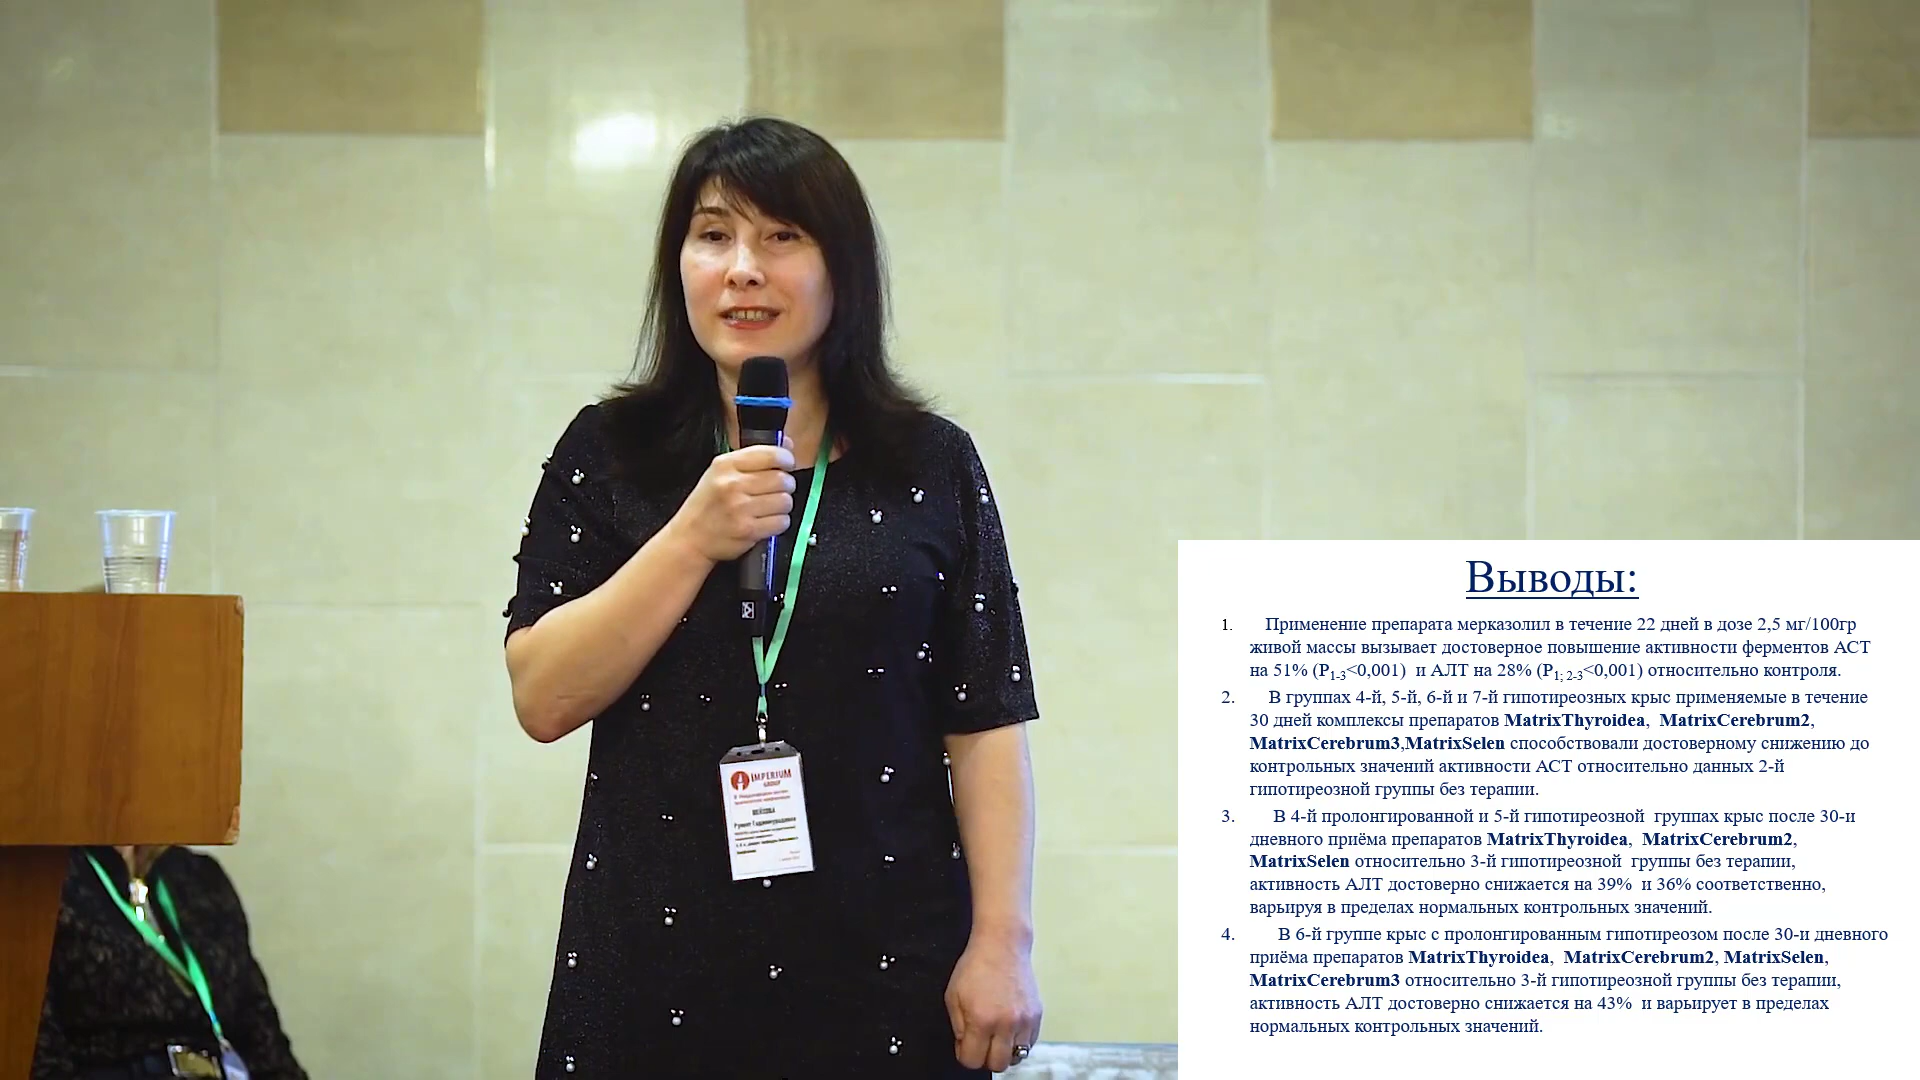 IMPERIUM
GROUP
Выводы:
1. Применение препарата мерказолил в течение 22 дней в дозе 2,5 мг/100гр
живой массы вызывает достоверное повышение активности ферментов АСТ
на 51% (P1-3<0,001) и АЛТ на 28% (P1; 2-3<0,001) относительно контроля.
2. В группах 4-й, 5-й, 6-й и 7-й гипотиреозных крыс применяемые в течение
30 дней комплексы препаратов MatrixThyroidea, MatrixCerebrum2,
MatrixCerebrum3,MatrixSelen способствовали достоверному снижению до
контрольных значений активности АСТ относительно данных 2-й
гипотиреозной группы без терапии.
3. В 4-й пролонгированной и 5-й гипотиреозной группах крыс после 30-и
дневного приёма препаратов MatrixThyroidea, MatrixCerebrum2,
MatrixSelen относительно 3-й гипотиреозной группы без терапии,
активность АЛТ достоверно снижается на 39% и 36% соответственно,
варьируя в пределах нормальных контрольных значений.
4. В 6-й группе крыс с пролонгированным гипотиреозом после 30-и дневного
приёма препаратов MatrixThyroidea, MatrixCerebrum2, MatrixSelen,
MatrixCerebrum3 относительно 3-й гипотиреозной группы без терапии,
активность АЛТ достоверно снижается на 43% и варьирует в пределах
нормальных контрольных значений.